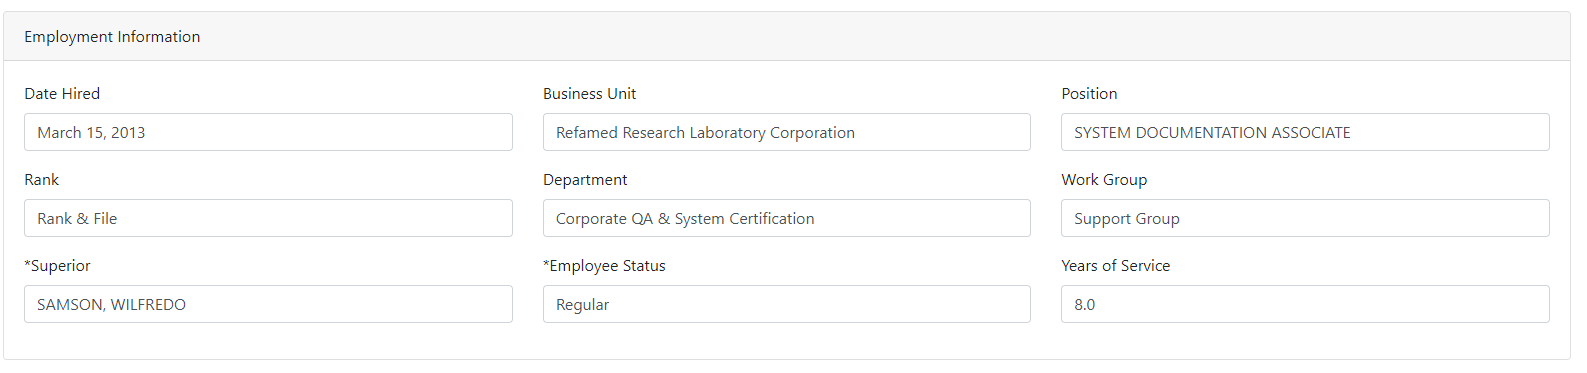 Employment Information
Date Hired
Business Unit
Position
March 15, 2013
Refamed Research Laboratory Corporation
SYSTEM DOCUMENTATION ASSOCIATE
Rank
Department
Work Group
Rank & File
Corporate QA & System Certification
Support Group
*Superior
*Employee Status
Years of Service
SAMSON, WILFREDO
Regular
8.0